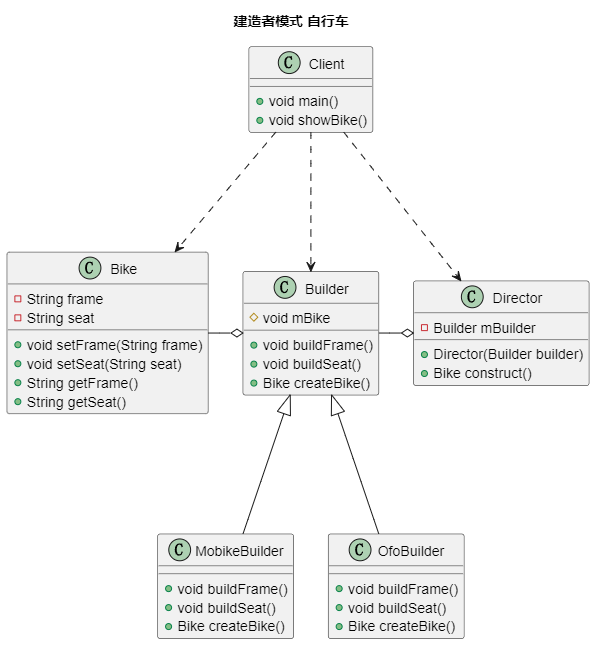 建造者模式 自行车
C Client
void main()
void showBike()
C Bike
String frame
String seat
void setFrame(String frame)
void setSeat(String seat)
String getFrame()
String getSeat()
C Builder
void mBike
void buildFrame()
void buildSeat()
Bike createBike()
C Director
Builder mBuilder
Director(Builder builder)
Bike construct()
C MobikeBuilder
void buildFrame()
void buildSeat()
Bike createBike()
C OfoBuilder
void buildFrame()
void buildSeat()
Bike createBike()